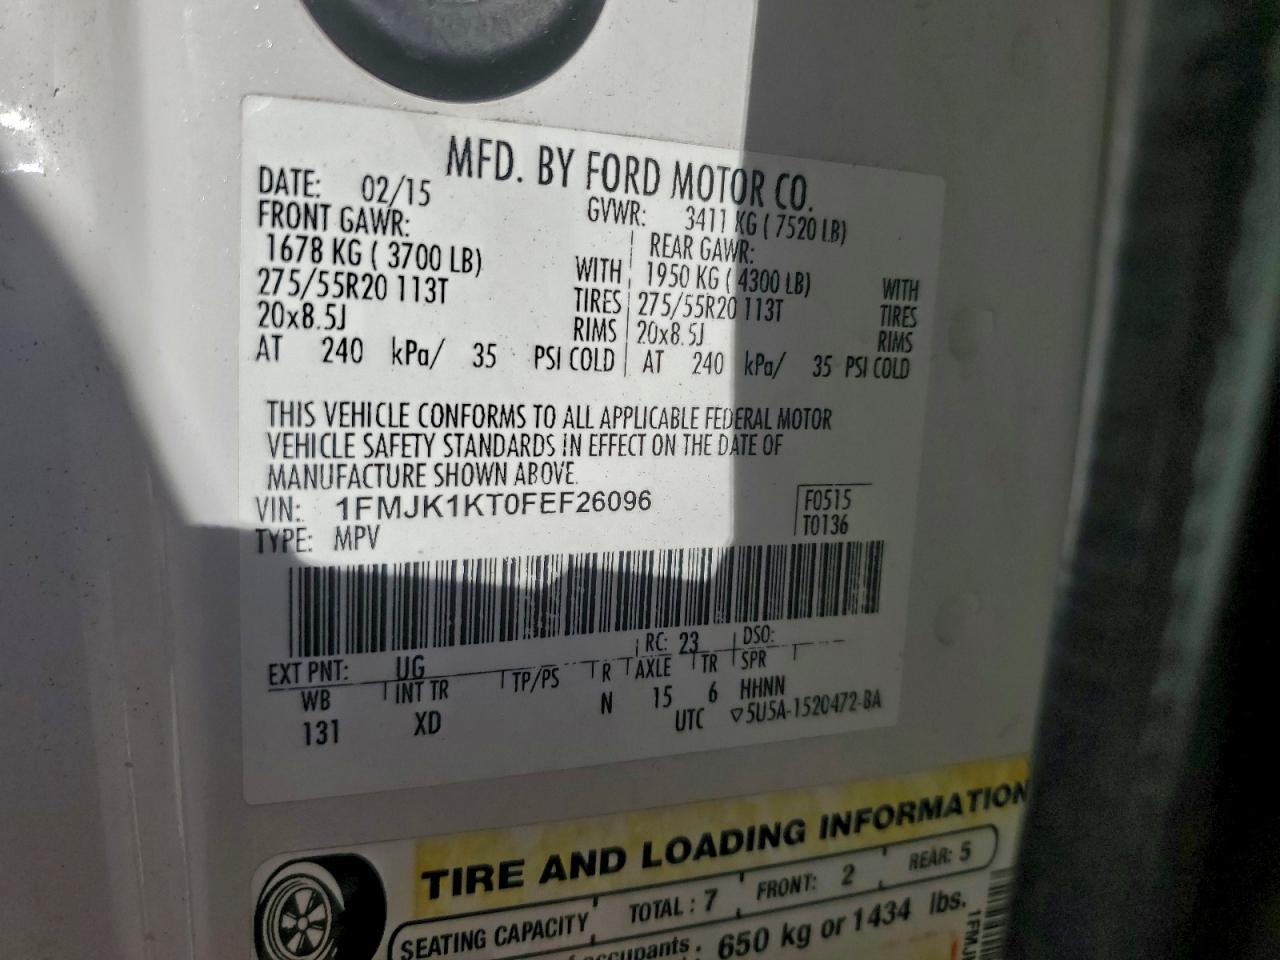 MFD. BY FORD MOTOR CO.
DATE: 02/15 GVWR: 3411 KG ( 7520 LB)
FRONT GAWR: REAR GAWR:
1678 KG ( 3700 LB) WITH 1950 KG ( 4300 LB) WITH
275/55R20 113T TIRES 275/55R20 113T TIRES
20x8.5J RIMS 20x8.5J RIMS
AT 240 kPa/ 35 PSI COLD AT 240 kPa/ 35 PSI COLD
THIS VEHICLE CONFORMS TO ALL APPLICABLE FEDERAL MOTOR
VEHICLE SAFETY STANDARDS IN EFFECT ON THE DATE OF
MANUFACTURE SHOWN ABOVE.
VIN: 1FMJK1KT0FEF26096 F0515
TYPE: MPV T0136
EXT PNT: UG RC: 23 DSO:
WB INT TR TP/PS R AXLE TR SPR
131 XD N 15 6 HHNN
UTC ▽5U5A-1520472-BA
TIRE AND LOADING INFORMATION
SEATING CAPACITY TOTAL : 7 FRONT: 2 REAR: 5
650 kg or 1434 lbs.